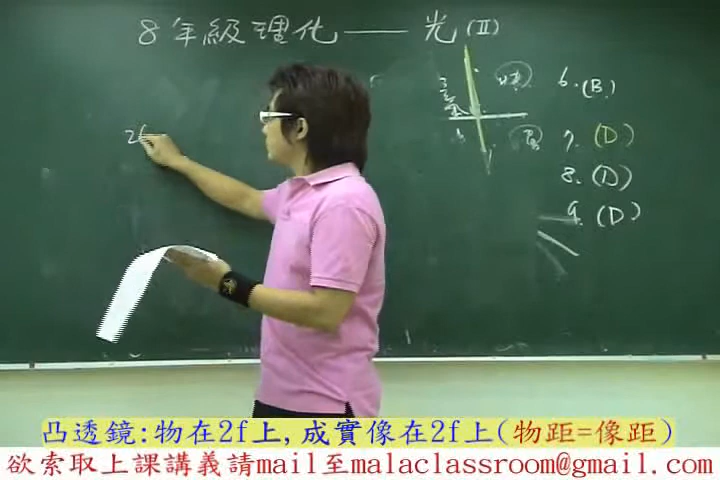 8年級理化——光(II)
6.(B)
7.(D)
8.(D)
9.(D)
2f
凸透鏡:物在2f上,成實像在2f上(物距=像距)
欲索取上課講義請mail至malaclassroom@gmail.com